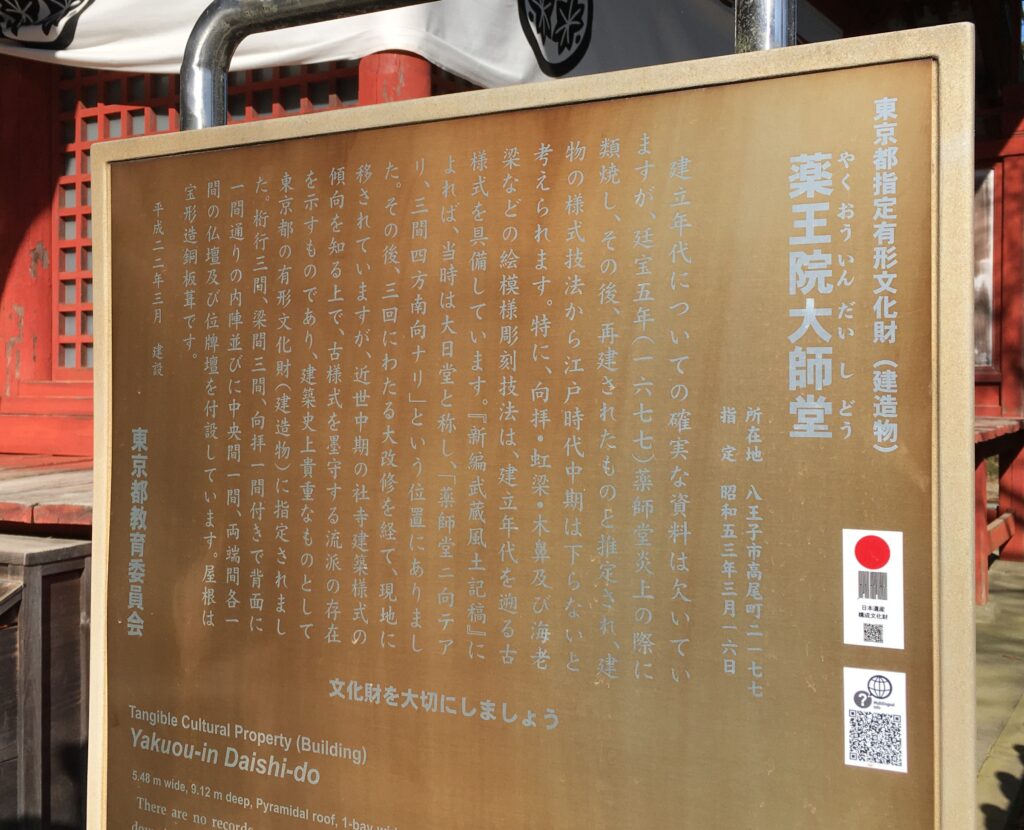 東京都指定有形文化財（建造物）
やくおういんだいしどう
薬王院大師堂
所在地　八王子市高尾町二一七七
指　定　昭和五三年三月一六日
建立年代についての確実な資料は欠いてい
ますが、廷宝五年(一六七七)薬師堂炎上の際に
類焼し、その後、再建されたものと推定され、建
物の様式技法から江戸時代中期は下らないと
考えられます。特に、向拝・虹梁・木鼻及び海老
梁などの絵模様彫刻技法は、建立年代を遡る古
様式を具備しています。『新編武蔵風土記稿』に
よれば、当時は大日堂と称し、「薬師堂ニ向テア
リ、三間四方南向ナリ」という位置にありまし
た。その後、三回にわたる大改修を経て、現地に
移されていますが、近世中期の社寺建築様式の
傾向を知る上で、古様式を墨守する流派の存在
を示すものであり、建築史上貴重なものとして
東京都の有形文化財(建造物)に指定されまし
た。桁行三間、梁間三間、向拝一間付きで背面に
一間通りの内陣並びに中央間一間、両端間各一
間の仏壇及び位牌壇を付設しています。屋根は
宝形造銅板葺です。
平成二二年三月　建設
東京都教育委員会
文化財を大切にしましょう
Tangible Cultural Property (Building)
Yakuou-in Daishi-do
5.48 m wide, 9.12 m deep, Pyramidal roof, 1-bay
There are no
日本遺産
構成文化財
?
Multilingual
info